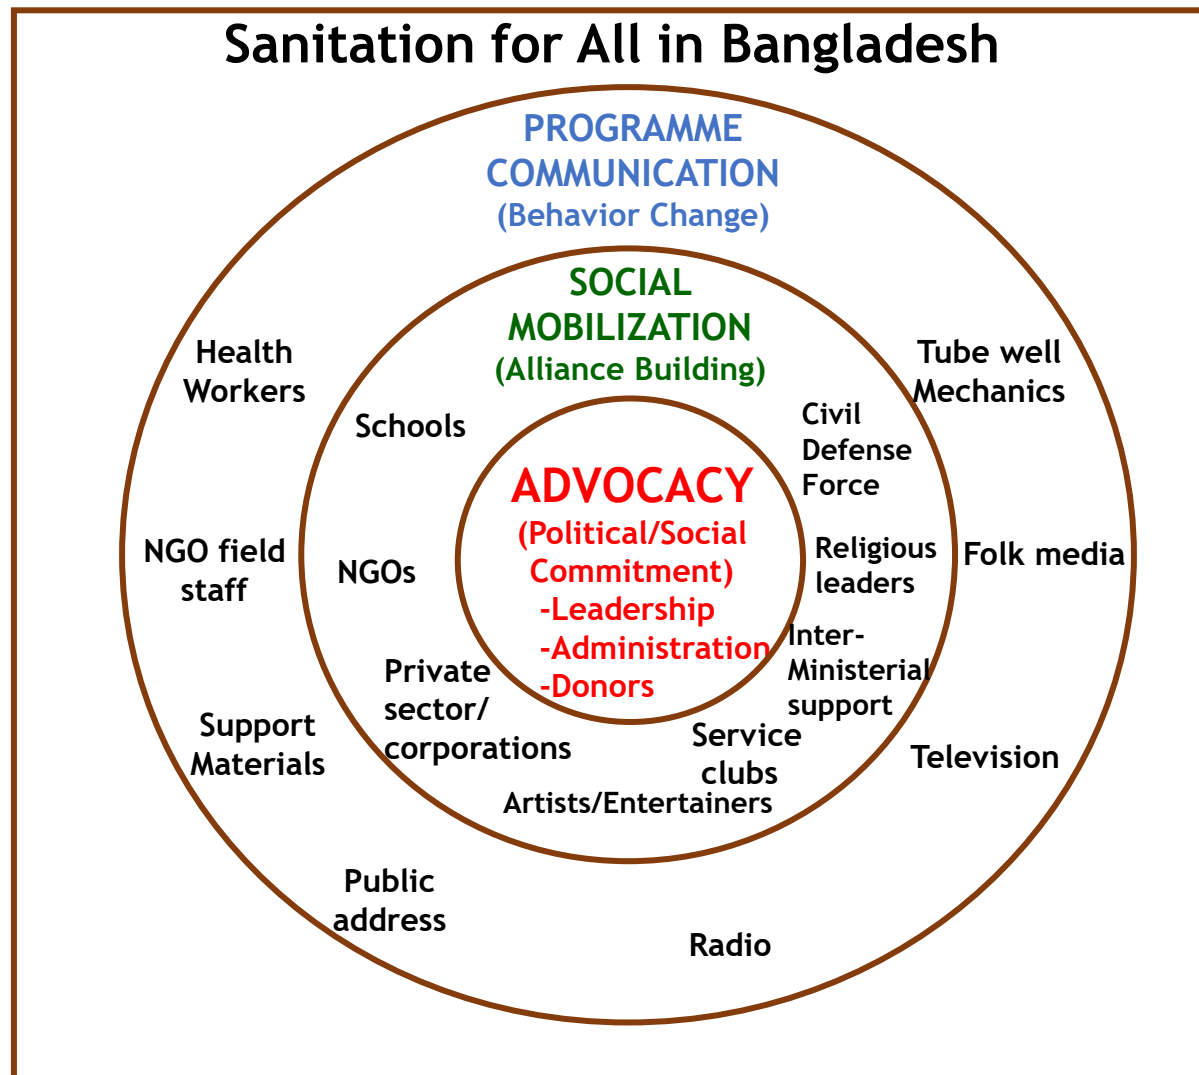 Sanitation for All in Bangladesh
PROGRAMME
COMMUNICATION
(Behavior Change)
SOCIAL
MOBILIZATION
(Alliance Building)
Health
Workers
Tube well
Mechanics
Schools
Civil
Defense
Force
ADVOCACY
(Political/Social
Commitment)
-Leadership
-Administration
-Donors
NGO field
staff
NGOs
Religious
leaders
Folk media
Inter-
Ministerial
support
Private
sector/
corporations
Service
clubs
Support
Materials
Television
Artists/Entertainers
Public
address
Radio